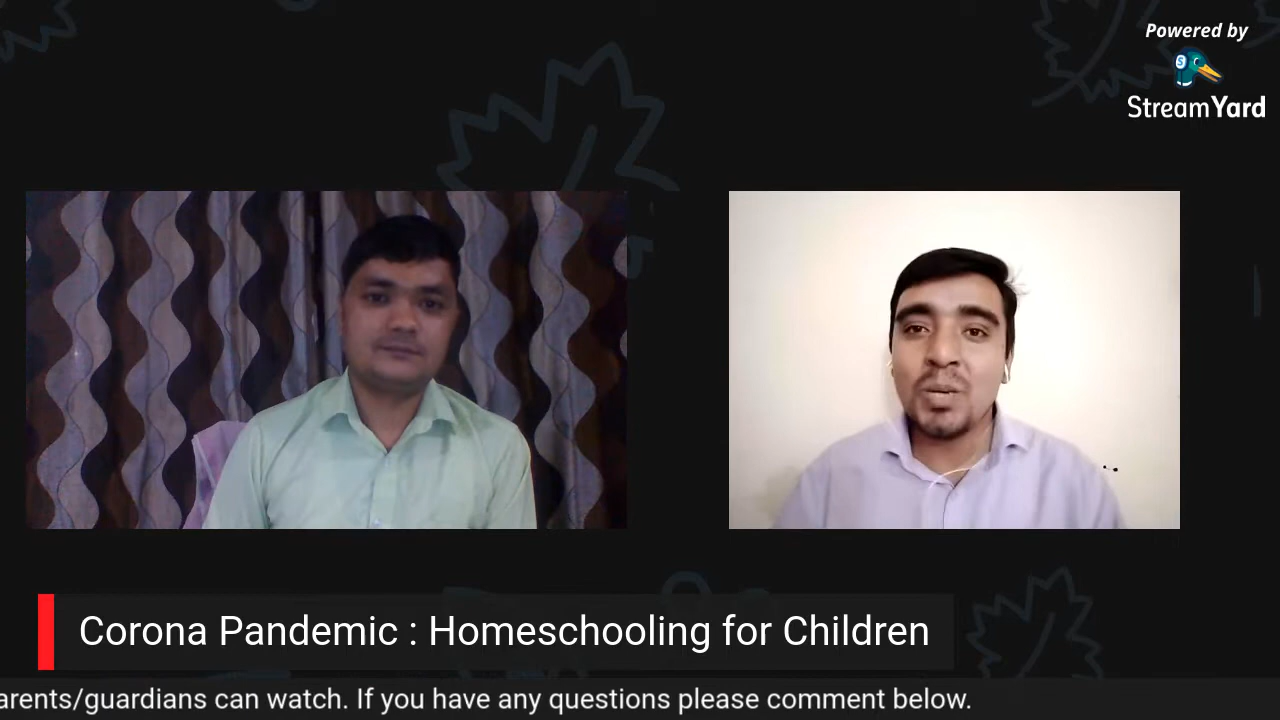 Powered by
StreamYard
Corona Pandemic : Homeschooling for Children
arents/guardians can watch. If you have any questions please comment below.